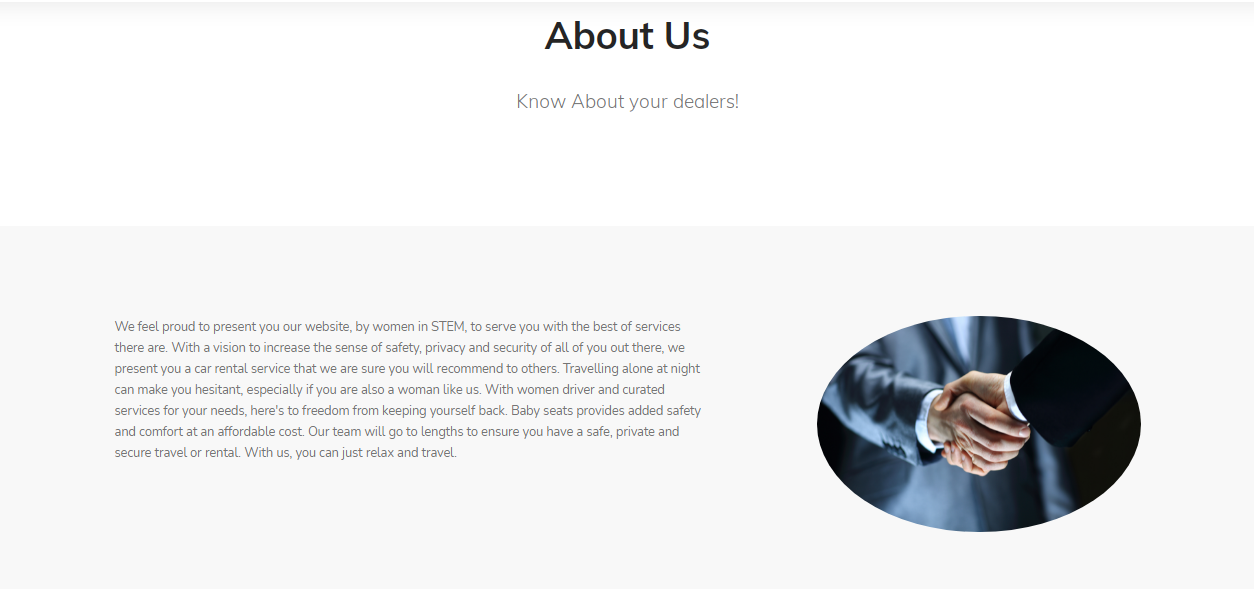 About Us
Know About your dealers!
We feel proud to present you our website, by women in STEM, to serve you with the best of services
there are. With a vision to increase the sense of safety, privacy and security of all of you out there, we
present you a car rental service that we are sure you will recommend to others. Travelling alone at night
can make you hesitant, especially if you are also a woman like us. With women driver and curated
services for your needs, here's to freedom from keeping yourself back. Baby seats provides added safety
and comfort at an affordable cost. Our team will go to lengths to ensure you have a safe, private and
secure travel or rental. With us, you can just relax and travel.